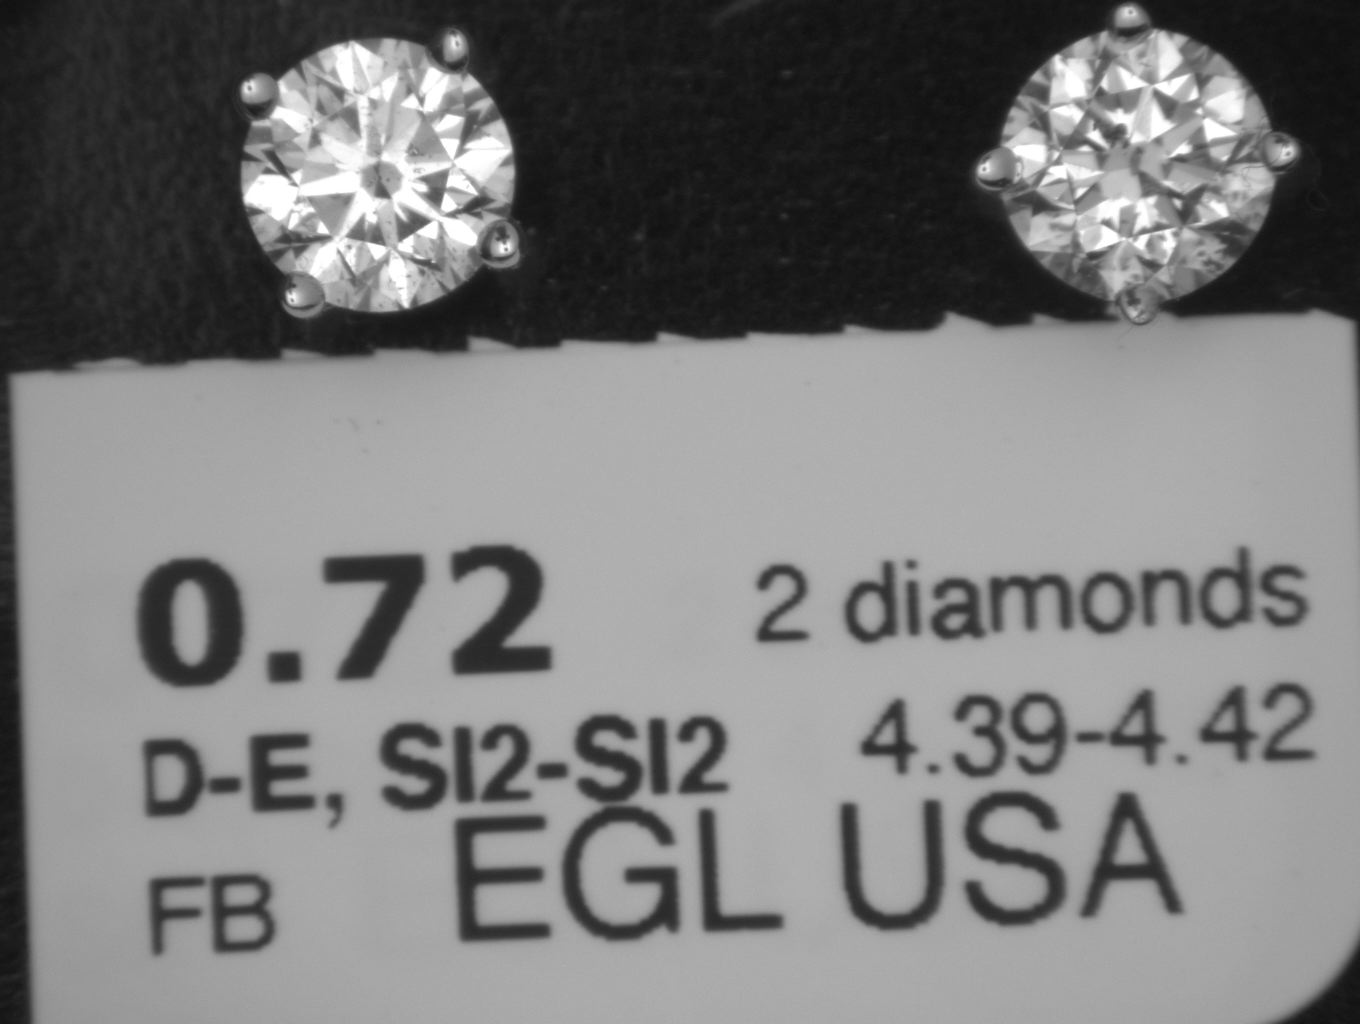 0.72 2 diamonds
D-E, SI2-SI2 4.39-4.42
FB EGL USA